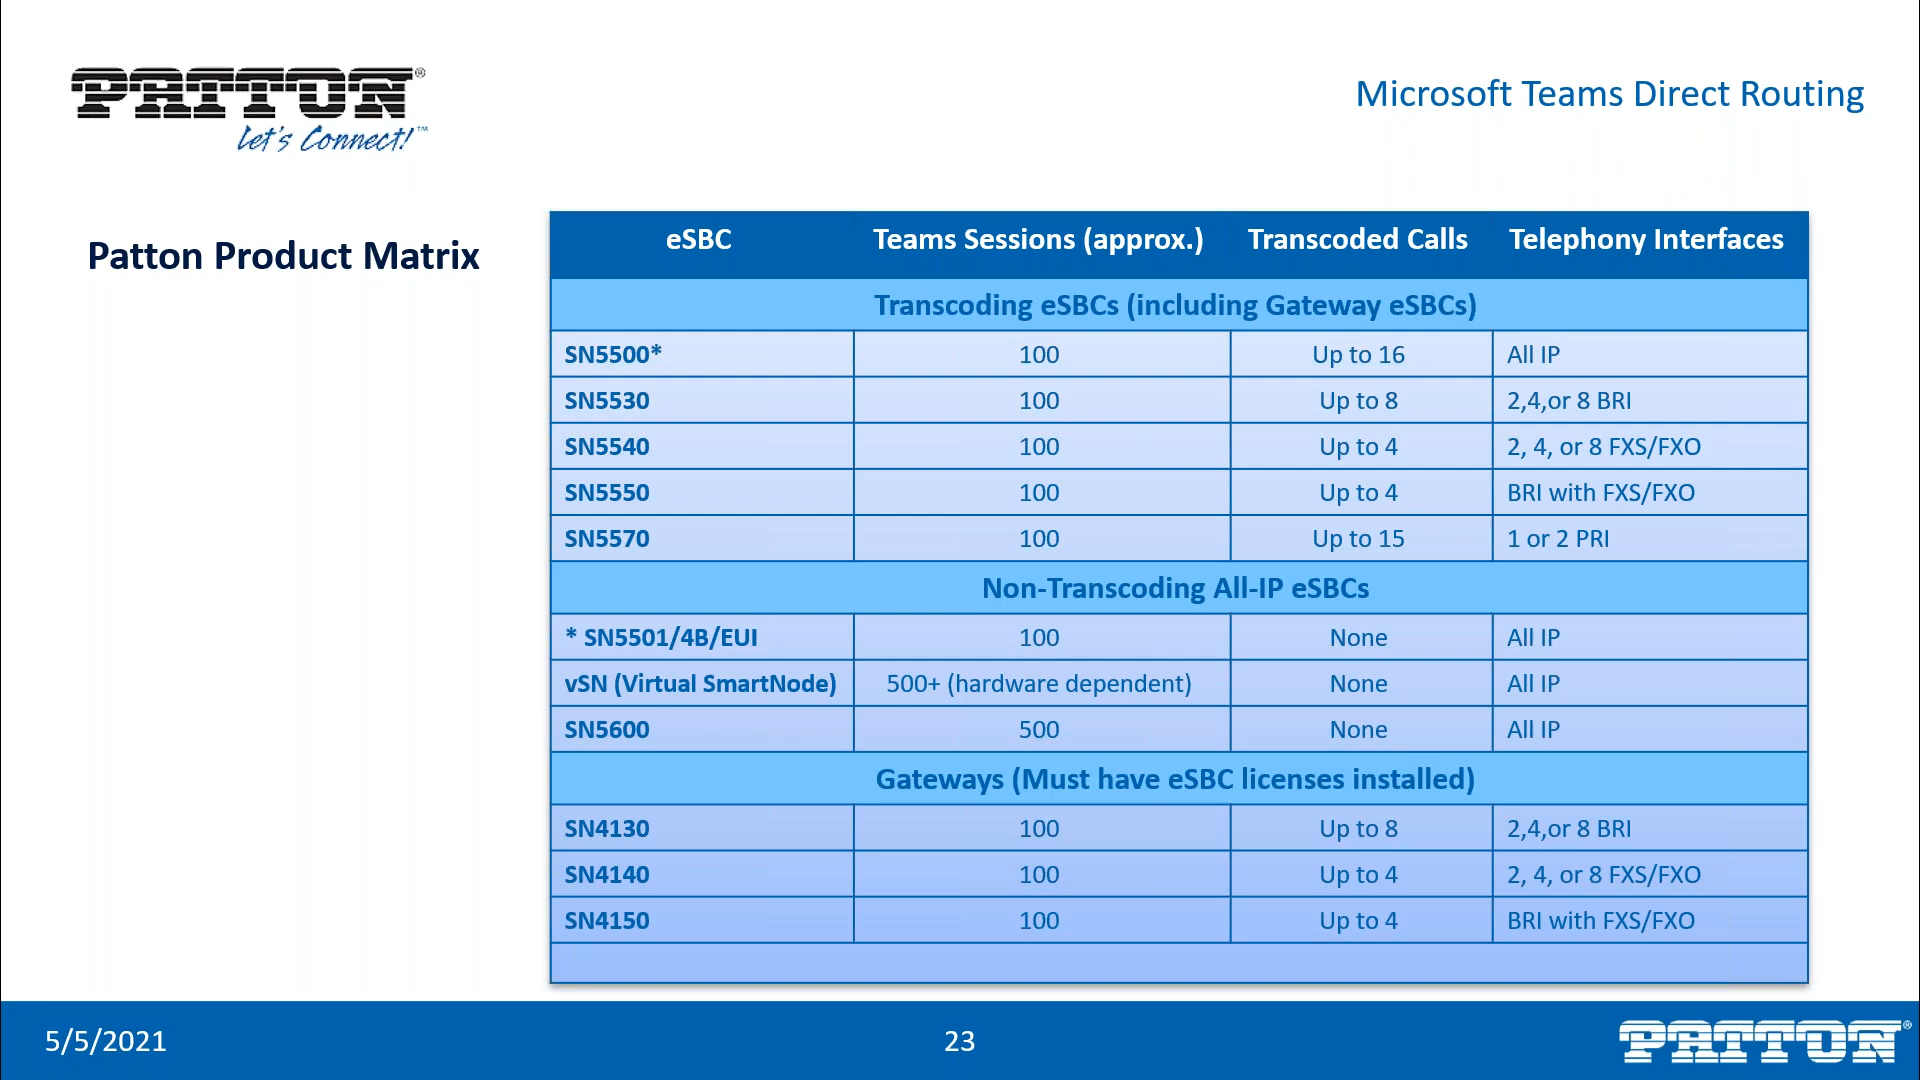 PATTON®
Let's Connect!™
Microsoft Teams Direct Routing
Patton Product Matrix
eSBC Teams Sessions (approx.) Transcoded Calls Telephony Interfaces
Transcoding eSBCs (including Gateway eSBCs)
SN5500* 100 Up to 16 All IP
SN5530 100 Up to 8 2,4,or 8 BRI
SN5540 100 Up to 4 2, 4, or 8 FXS/FXO
SN5550 100 Up to 4 BRI with FXS/FXO
SN5570 100 Up to 15 1 or 2 PRI
Non-Transcoding All-IP eSBCs
* SN5501/4B/EUI 100 None All IP
vSN (Virtual SmartNode) 500+ (hardware dependent) None All IP
SN5600 500 None All IP
Gateways (Must have eSBC licenses installed)
SN4130 100 Up to 8 2,4,or 8 BRI
SN4140 100 Up to 4 2, 4, or 8 FXS/FXO
SN4150 100 Up to 4 BRI with FXS/FXO
5/5/2021 23 PATTON®